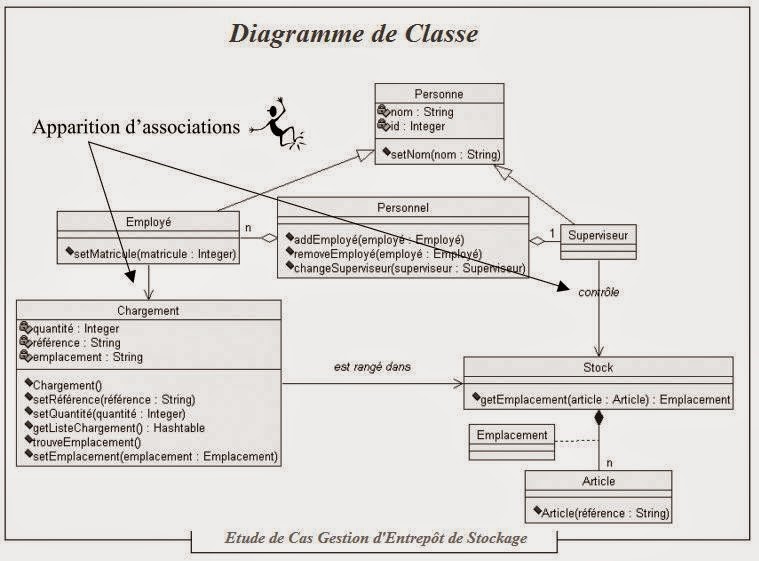 Diagramme de Classe
Apparition d'associations
Personne
nom : String
id : Integer
setNom(nom : String)
Employé
setMatricule(matricule : Integer)
n
Personnel
addEmployé(employé : Employé)
removeEmployé(employé : Employé)
changeSuperviseur(superviseur : Superviseur)
1
Superviseur
contrôle
Chargement
quantité : Integer
référence : String
emplacement : String
Chargement()
setRéférence(référence : String)
setQuantité(quantité : Integer)
getListeChargement() : Hashtable
trouveEmplacement()
setEmplacement(emplacement : Emplacement)
est rangé dans
Stock
getEmplacement(article : Article) : Emplacement
Emplacement
n
Article
Article(référence : String)
Etude de Cas Gestion d'Entrepôt de Stockage